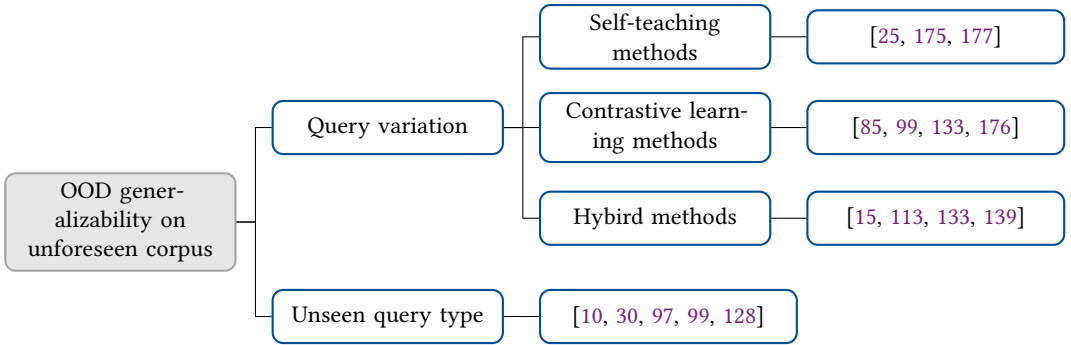 OOD gener-
alizability on
unforeseen corpus
Query variation
Self-teaching
methods
[25, 175, 177]
Contrastive learn-
ing methods
[85, 99, 133, 176]
Hybird methods
[15, 113, 133, 139]
Unseen query type
[10, 30, 97, 99, 128]